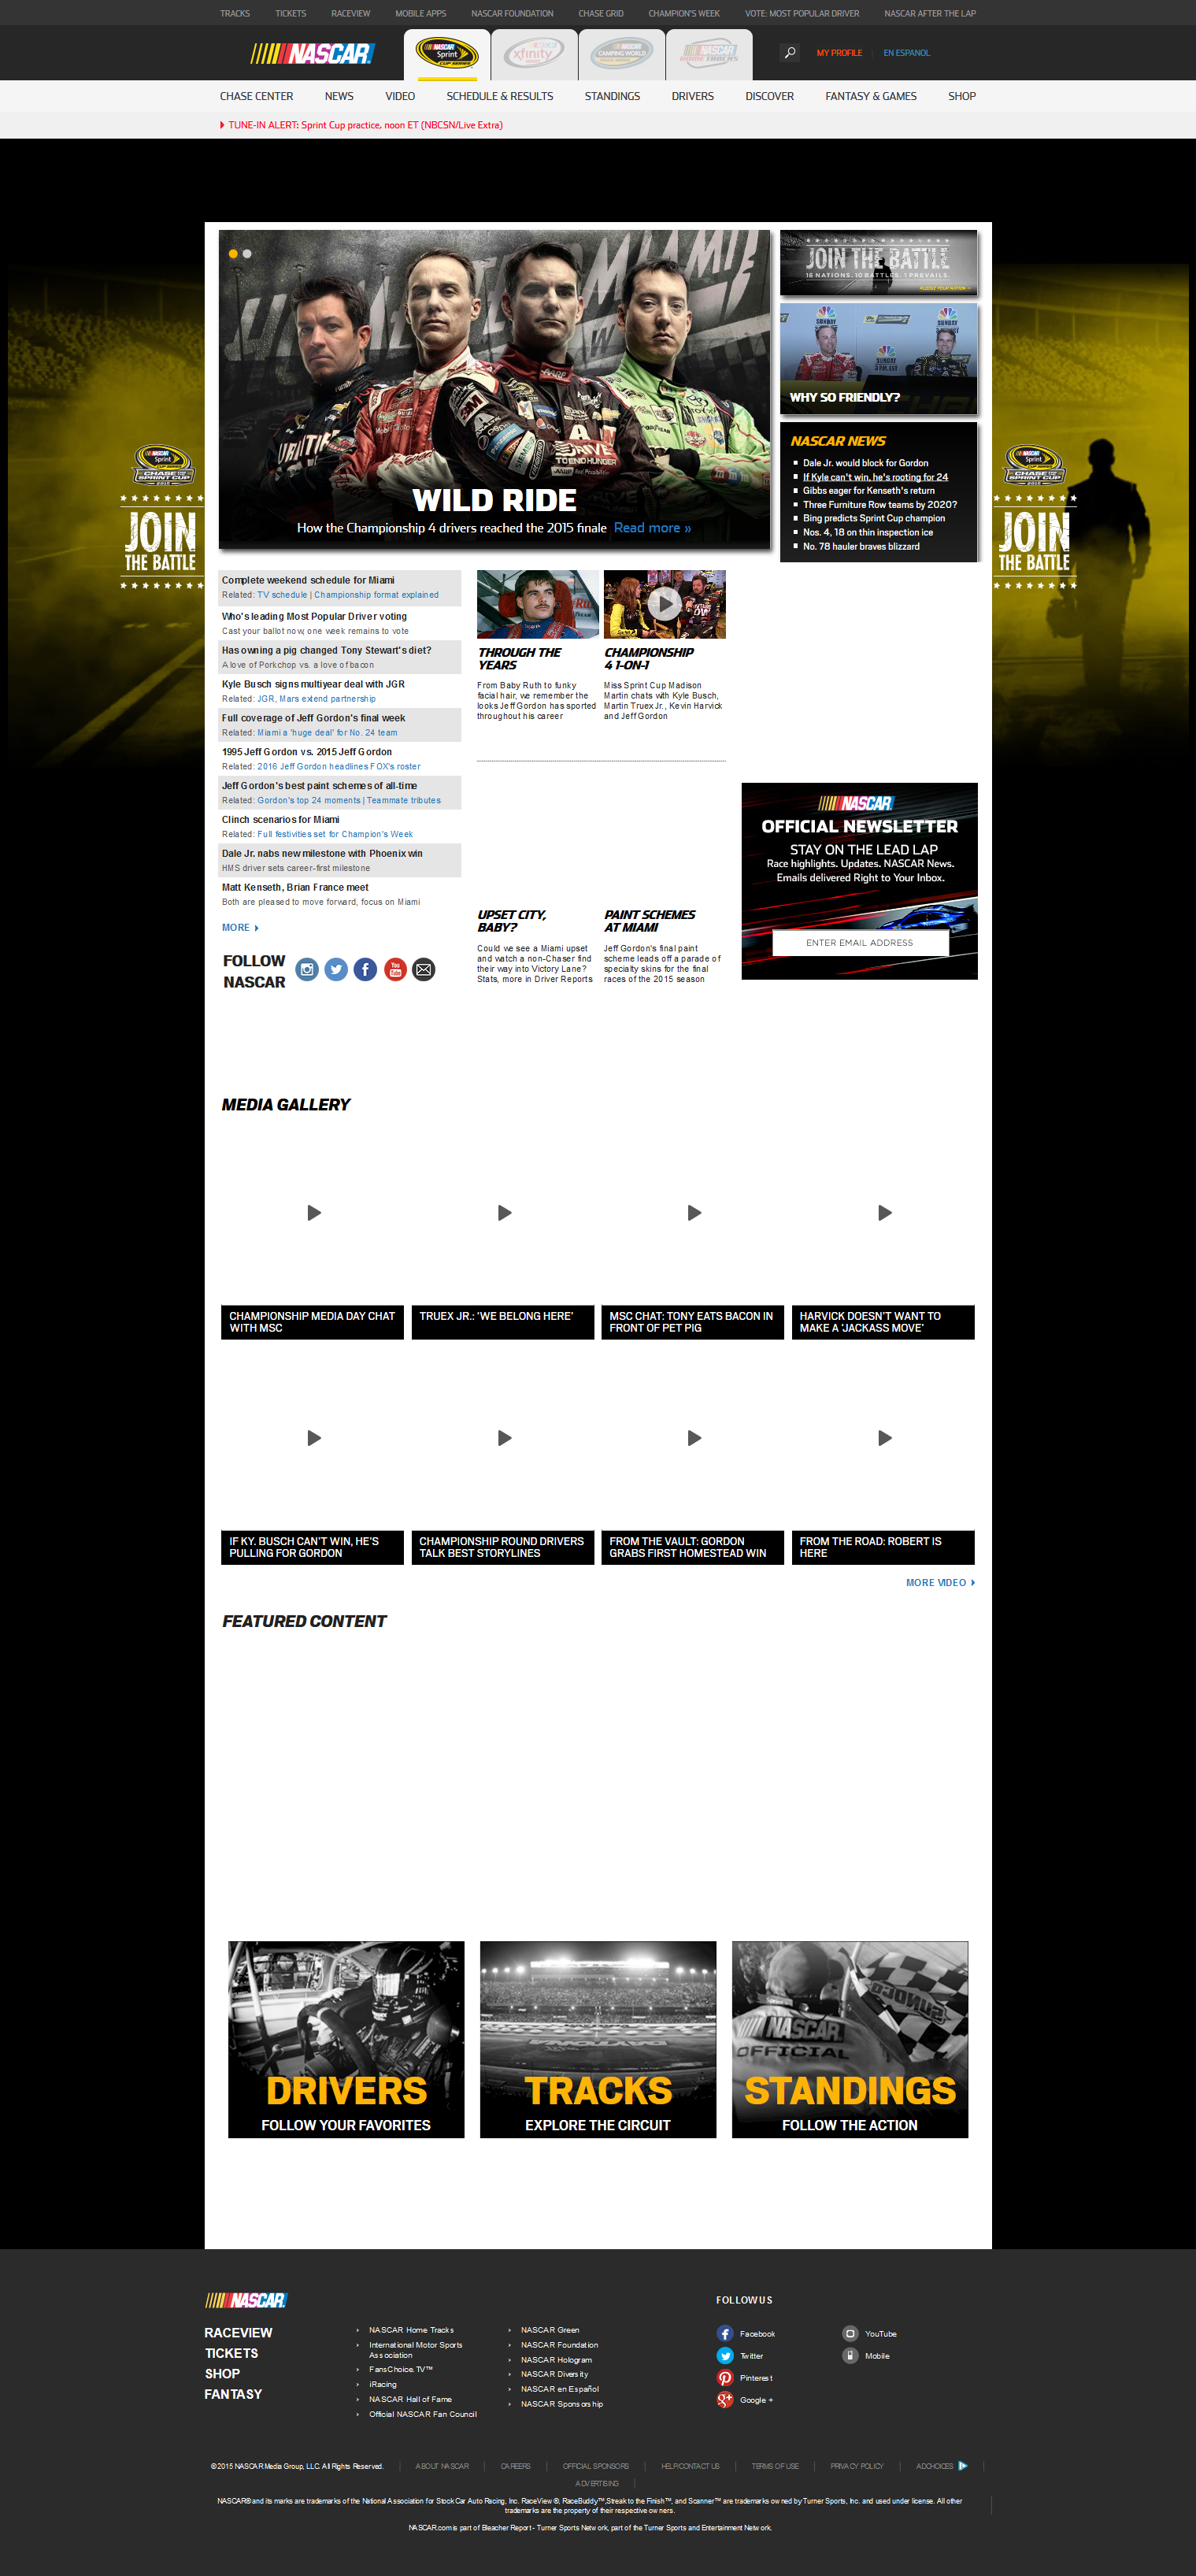 TRACKS TICKETS RACEVIEW MOBILE APPS NASCAR FOUNDATION CHASE GRID CHAMPION'S WEEK VOTE: MOST POPULAR DRIVER NASCAR AFTER THE LAP
NASCAR. NASCAR Sprint CUP SERIES xfinity CAMPING WORLD NASCAR HOME TRACKS MY PROFILE EN ESPANOL
CHASE CENTER NEWS VIDEO SCHEDULE & RESULTS STANDINGS DRIVERS DISCOVER FANTASY & GAMES SHOP
TUNE-IN ALERT: Sprint Cup practice, noon ET (NBCSN/Live Extra)
JOIN THE BATTLE
16 NATIONS. 10 BATTLES. 1 PREVAILS.
WHY SO FRIENDLY?
WILD RIDE
How the Championship 4 drivers reached the 2015 finale Read more »
NASCAR NEWS
Dale Jr. would block for Gordon
If Kyle can't win, he's rooting for 24
Gibbs eager for Kenseth's return
Three Furniture Row teams by 2020?
Bing predicts Sprint Cup champion
Nos. 4, 18 on thin inspection ice
No. 78 hauler braves blizzard
NASCAR Sprint
CHASE FOR THE SPRINT CUP
JOIN
THE BATTLE
NASCAR Sprint
CHASE FOR THE SPRINT CUP
JOIN
THE BATTLE
Complete weekend schedule for Miami
Related: TV schedule | Championship format explained
Who's leading Most Popular Driver voting
Cast your ballot now, one week remains to vote
Has owning a pig changed Tony Stewart's diet?
A love of Porkchop vs. a love of bacon
Kyle Busch signs multiyear deal with JGR
Related: JGR, Mars extend partnership
Full coverage of Jeff Gordon's final week
Related: Miami a 'huge deal' for No. 24 team
1995 Jeff Gordon vs. 2015 Jeff Gordon
Related: 2016 Jeff Gordon headlines FOX's roster
Jeff Gordon's best paint schemes of all-time
Related: Gordon's top 24 moments | Teammate tributes
Clinch scenarios for Miami
Related: Full festivities set for Champion's Week
Dale Jr. nabs new milestone with Phoenix win
HMS driver sets career-first milestone
Matt Kenseth, Brian France meet
Both are pleased to move forward, focus on Miami
MORE
FOLLOW
NASCAR
THROUGH THE
YEARS
From Baby Ruth to funky
facial hair, we remember the
looks Jeff Gordon has sported
throughout his career
CHAMPIONSHIP
4 1-ON-1
Miss Sprint Cup Madison
Martin chats with Kyle Busch,
Martin Truex Jr., Kevin Harvick
and Jeff Gordon
UPSET CITY,
BABY?
Could we see a Miami upset
and watch a non-Chaser find
their way into Victory Lane?
Stats, more in Driver Reports
PAINT SCHEMES
AT MIAMI
Jeff Gordon's final paint
scheme leads off a parade of
specialty skins for the final
races of the 2015 season
NASCAR
OFFICIAL NEWSLETTER
STAY ON THE LEAD LAP
Race highlights. Updates. NASCAR News.
Emails delivered Right to Your Inbox.
ENTER EMAIL ADDRESS
MEDIA GALLERY
CHAMPIONSHIP MEDIA DAY CHAT
WITH MSC
TRUEX JR.: 'WE BELONG HERE'
MSC CHAT: TONY EATS BACON IN
FRONT OF PET PIG
HARVICK DOESN'T WANT TO
MAKE A 'JACKASS MOVE'
IF KY. BUSCH CAN'T WIN, HE'S
PULLING FOR GORDON
CHAMPIONSHIP ROUND DRIVERS
TALK BEST STORYLINES
FROM THE VAULT: GORDON
GRABS FIRST HOMESTEAD WIN
FROM THE ROAD: ROBERT IS
HERE
MORE VIDEO
FEATURED CONTENT
DRIVERS
FOLLOW YOUR FAVORITES
TRACKS
EXPLORE THE CIRCUIT
SUNOCO
NASCAR
OFFICIAL
STANDINGS
FOLLOW THE ACTION
NASCAR
RACEVIEW
TICKETS
SHOP
FANTASY
NASCAR Home Tracks
International Motor Sports
Association
FansChoice.TV™
iRacing
NASCAR Hall of Fame
Official NASCAR Fan Council
NASCAR Green
NASCAR Foundation
NASCAR Hologram
NASCAR Diversity
NASCAR en Español
NASCAR Sponsorship
FOLLOW US
Facebook
Twitter
Pinterest
Google +
YouTube
Mobile
© 2015 NASCAR Media Group, LLC. All Rights Reserved. ABOUT NASCAR CAREERS OFFICIAL SPONSORS HELP/CONTACT US TERMS OF USE PRIVACY POLICY ADCHOICES
ADVERTISING
NASCAR® and its marks are trademarks of the National Association for Stock Car Auto Racing, Inc. RaceView®, RaceBuddy™,Streak to the Finish™, and Scanner™ are trademarks owned by Turner Sports, Inc. and used under license. All other
trademarks are the property of their respective owners.
NASCAR.com is part of Bleacher Report - Turner Sports Network, part of the Turner Sports and Entertainment Network.